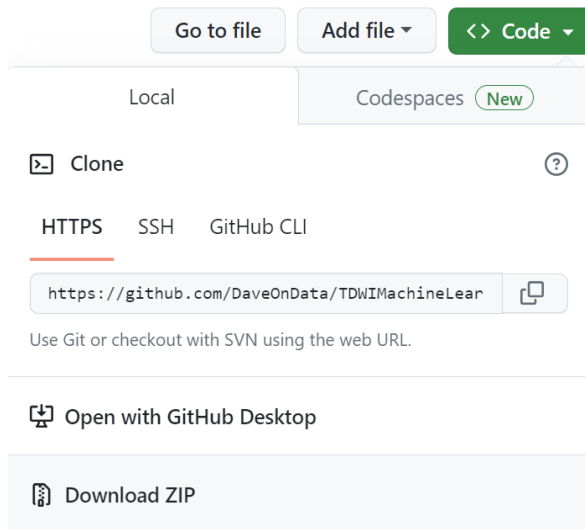 Go to file Add file <> Code
Local Codespaces New
Clone
HTTPS SSH GitHub CLI
https://github.com/DaveOnData/TDWIMachineLear
Use Git or checkout with SVN using the web URL.
Open with GitHub Desktop
Download ZIP